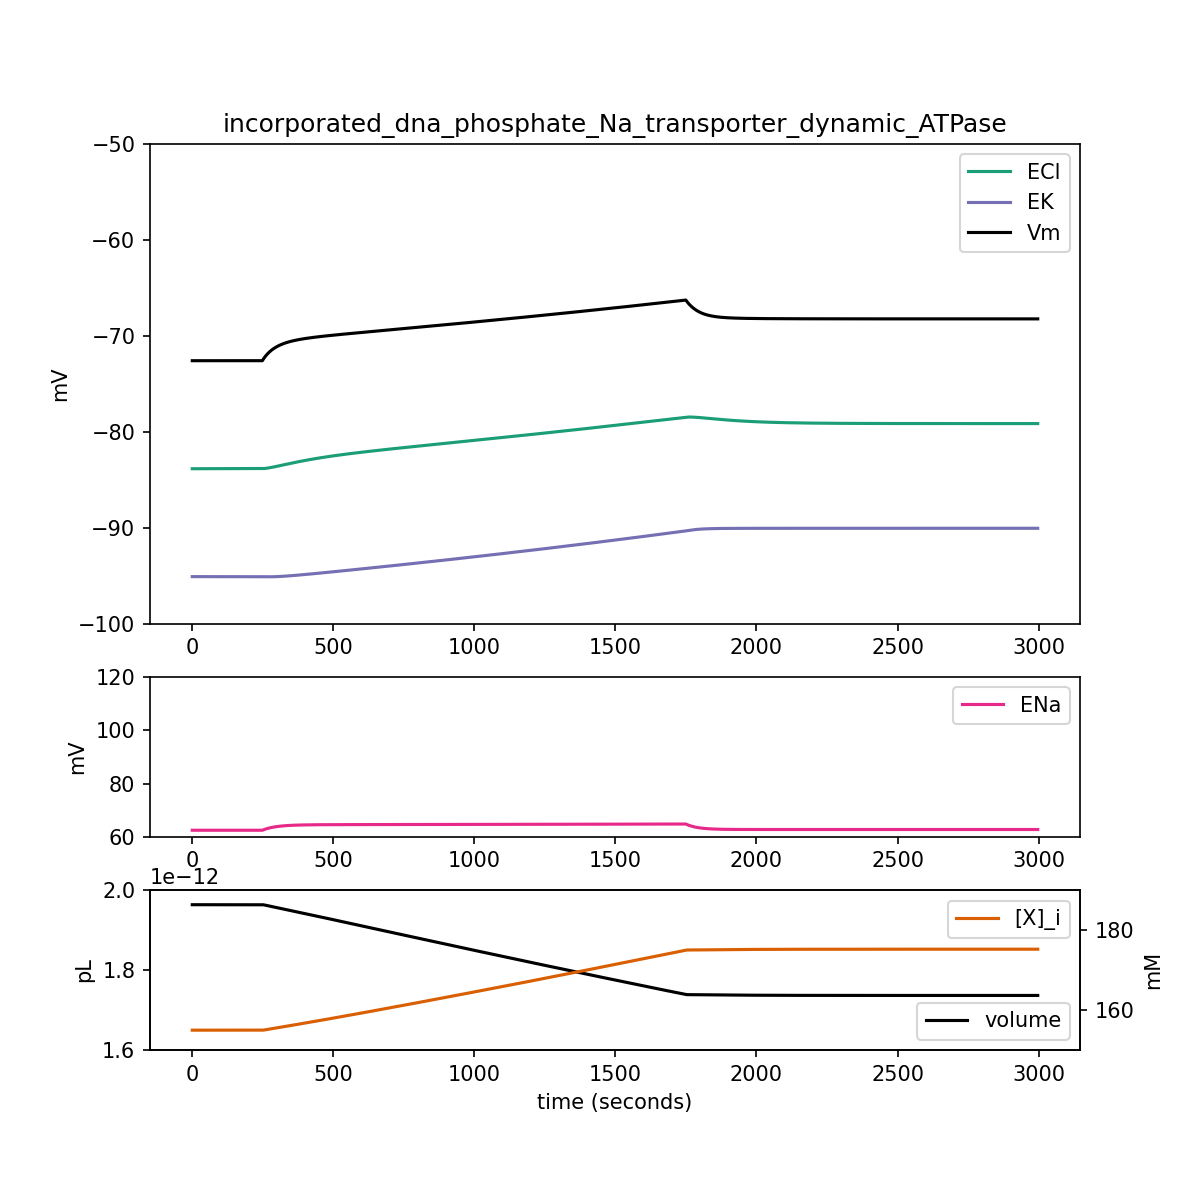 incorporated_dna_phosphate_Na_transporter_dynamic_ATPase
−50
−60
−70
−80
−90
−100
mV
ECl
EK
Vm
0 500 1000 1500 2000 2500 3000
120
100
80
60
mV
ENa
0 500 1000 1500 2000 2500 3000
1e−12
2.0
1.8
1.6
pL
[X]_i
volume
180
160
mM
0 500 1000 1500 2000 2500 3000
time (seconds)